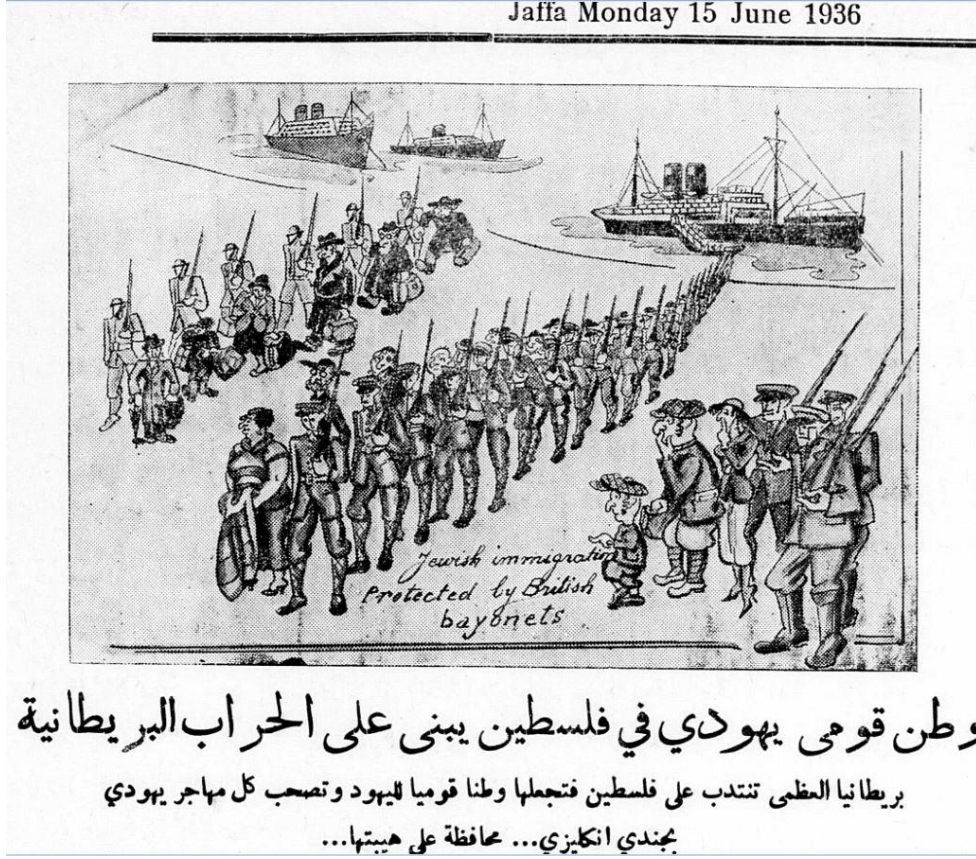 Jaffa Monday 15 June 1936
Jewish immigration
Protected by British
bayonets
وطن قومى يهودي في فلسطين يبنى على الحراب البريطانية
بريطانيا العظمى تنتدب على فلسطين فتجعلها وطنا قوميا لليهود وتصحب كل مهاجر يهودي
بجندي انكليزي... محافظة على هيبتها...